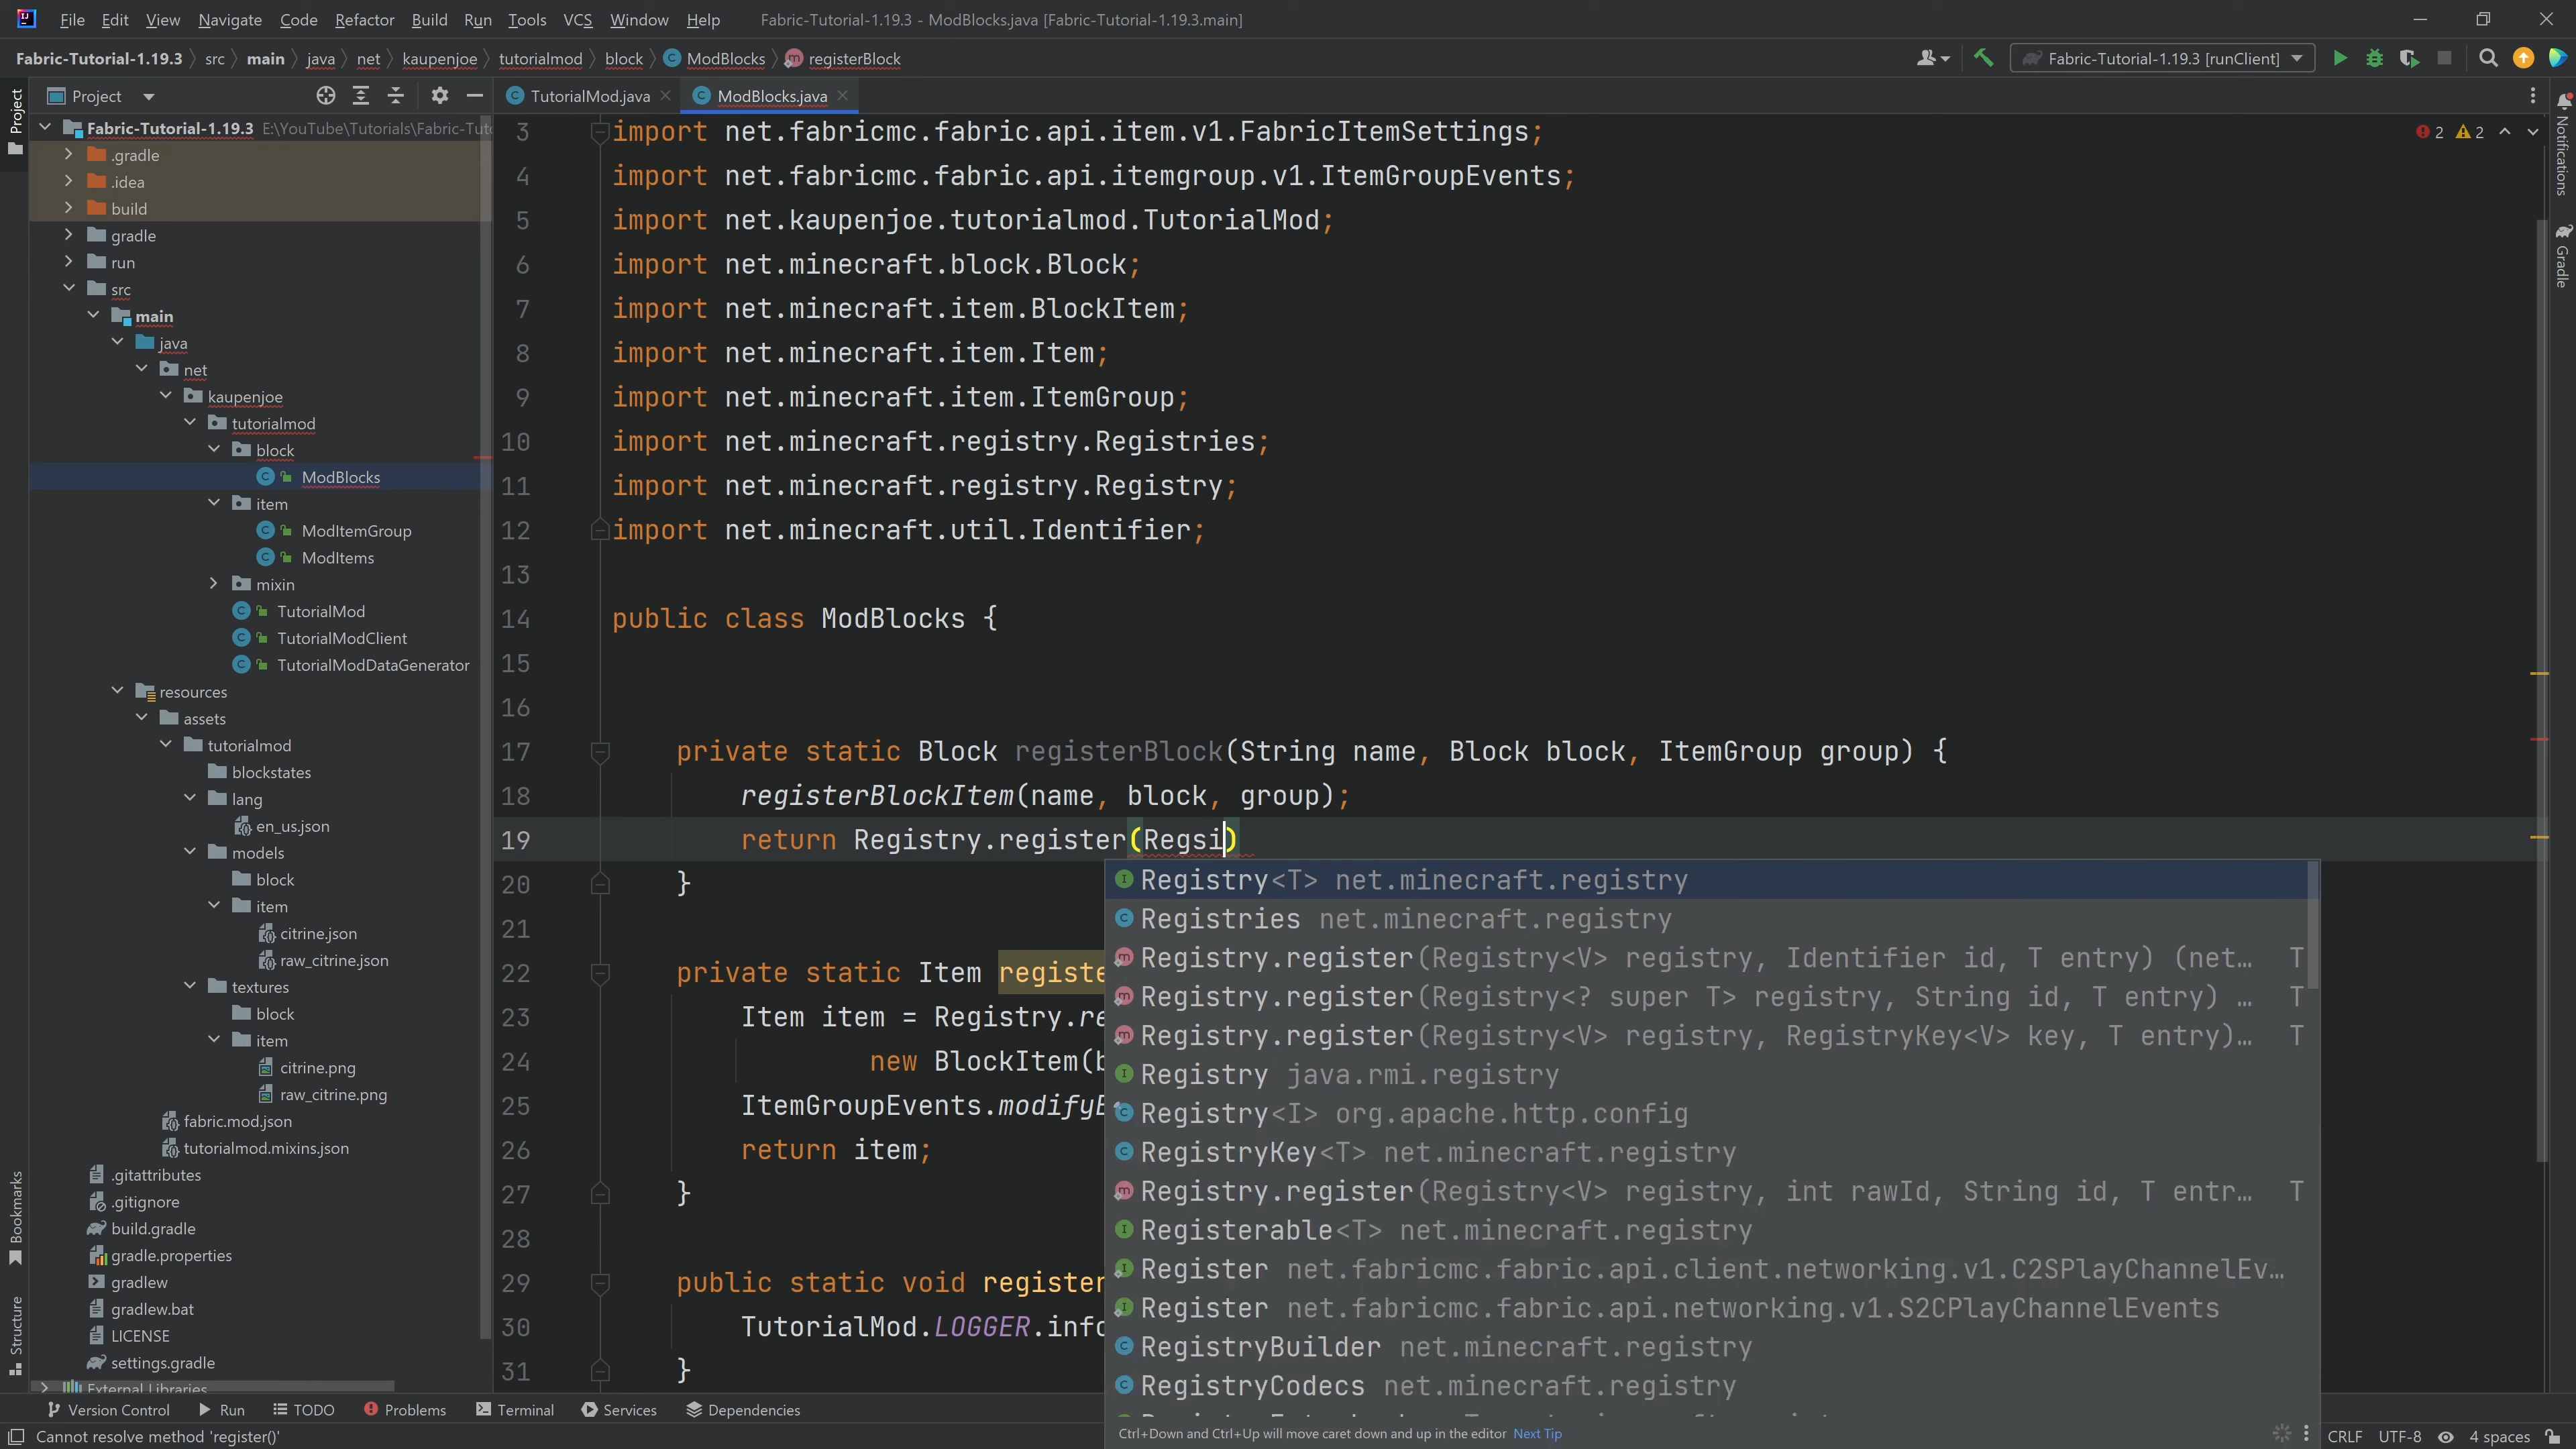 File Edit View Navigate Code Refactor Build Run Tools VCS Window Help Fabric-Tutorial-1.19.3 - ModBlocks.java [Fabric-Tutorial-1.19.3.main]
Fabric-Tutorial-1.19.3 src main java net kaupenjoe tutorialmod block ModBlocks registerBlock Fabric-Tutorial-1.19.3 [runClient]
Project
TutorialMod.java ModBlocks.java
Project
Bookmarks
Structure
Notifications
Gradle
Fabric-Tutorial-1.19.3 E:\YouTube\Tutorials\Fabric-Tuto
.gradle
.idea
build
gradle
run
src
main
java
net
kaupenjoe
tutorialmod
block
ModBlocks
item
ModItemGroup
ModItems
mixin
TutorialMod
TutorialModClient
TutorialModDataGenerator
resources
assets
tutorialmod
blockstates
lang
en_us.json
models
block
item
citrine.json
raw_citrine.json
textures
block
item
citrine.png
raw_citrine.png
fabric.mod.json
tutorialmod.mixins.json
.gitattributes
.gitignore
build.gradle
gradle.properties
gradlew
gradlew.bat
LICENSE
settings.gradle
External Libraries
2 2
3 import net.fabricmc.fabric.api.item.v1.FabricItemSettings;
4 import net.fabricmc.fabric.api.itemgroup.v1.ItemGroupEvents;
5 import net.kaupenjoe.tutorialmod.TutorialMod;
6 import net.minecraft.block.Block;
7 import net.minecraft.item.BlockItem;
8 import net.minecraft.item.Item;
9 import net.minecraft.item.ItemGroup;
10 import net.minecraft.registry.Registries;
11 import net.minecraft.registry.Registry;
12 import net.minecraft.util.Identifier;
13
14 public class ModBlocks {
15
16
17 private static Block registerBlock(String name, Block block, ItemGroup group) {
18 registerBlockItem(name, block, group);
19 return Registry.register(Regsi)
20 }
21
22 private static Item registe
23 Item item = Registry.re
24 new BlockItem(b
25 ItemGroupEvents.modifyE
26 return item;
27 }
28
29 public static void register
30 TutorialMod.LOGGER.info
31 }
Registry<T> net.minecraft.registry
Registries net.minecraft.registry
Registry.register(Registry<V> registry, Identifier id, T entry) (net… T
Registry.register(Registry<? super T> registry, String id, T entry) … T
Registry.register(Registry<V> registry, RegistryKey<V> key, T entry)… T
Registry java.rmi.registry
Registry<I> org.apache.http.config
RegistryKey<T> net.minecraft.registry
Registry.register(Registry<V> registry, int rawId, String id, T entr… T
Registerable<T> net.minecraft.registry
Register net.fabricmc.fabric.api.client.networking.v1.C2SPlayChannelEv…
Register net.fabricmc.fabric.api.networking.v1.S2CPlayChannelEvents
RegistryBuilder net.minecraft.registry
RegistryCodecs net.minecraft.registry
Ctrl+Down and Ctrl+Up will move caret down and up in the editor Next Tip
Version Control Run TODO Problems Terminal Services Dependencies
Cannot resolve method 'register()' CRLF UTF-8 4 spaces